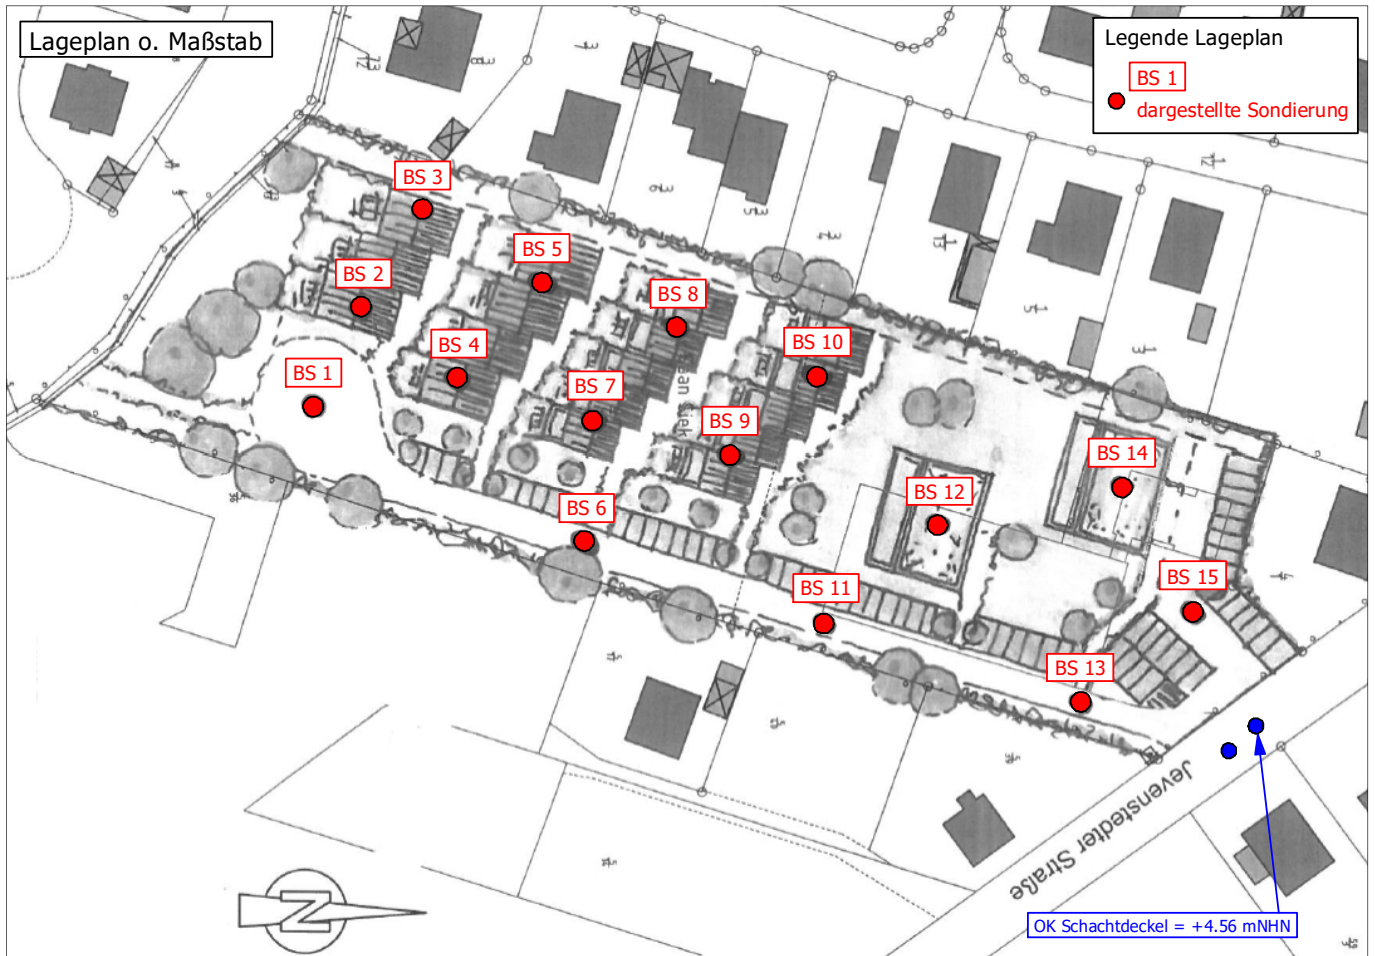 Lageplan o. Maßstab
Legende Lageplan
BS 1
dargestellte Sondierung
BS 3
BS 5
BS 2
BS 8
BS 10
BS 4
BS 1
BS 7
BS 9
BS 14
BS 12
BS 6
BS 15
BS 11
BS 13
Jevenstedter Straße
OK Schachtdeckel = +4.56 mNHN
N